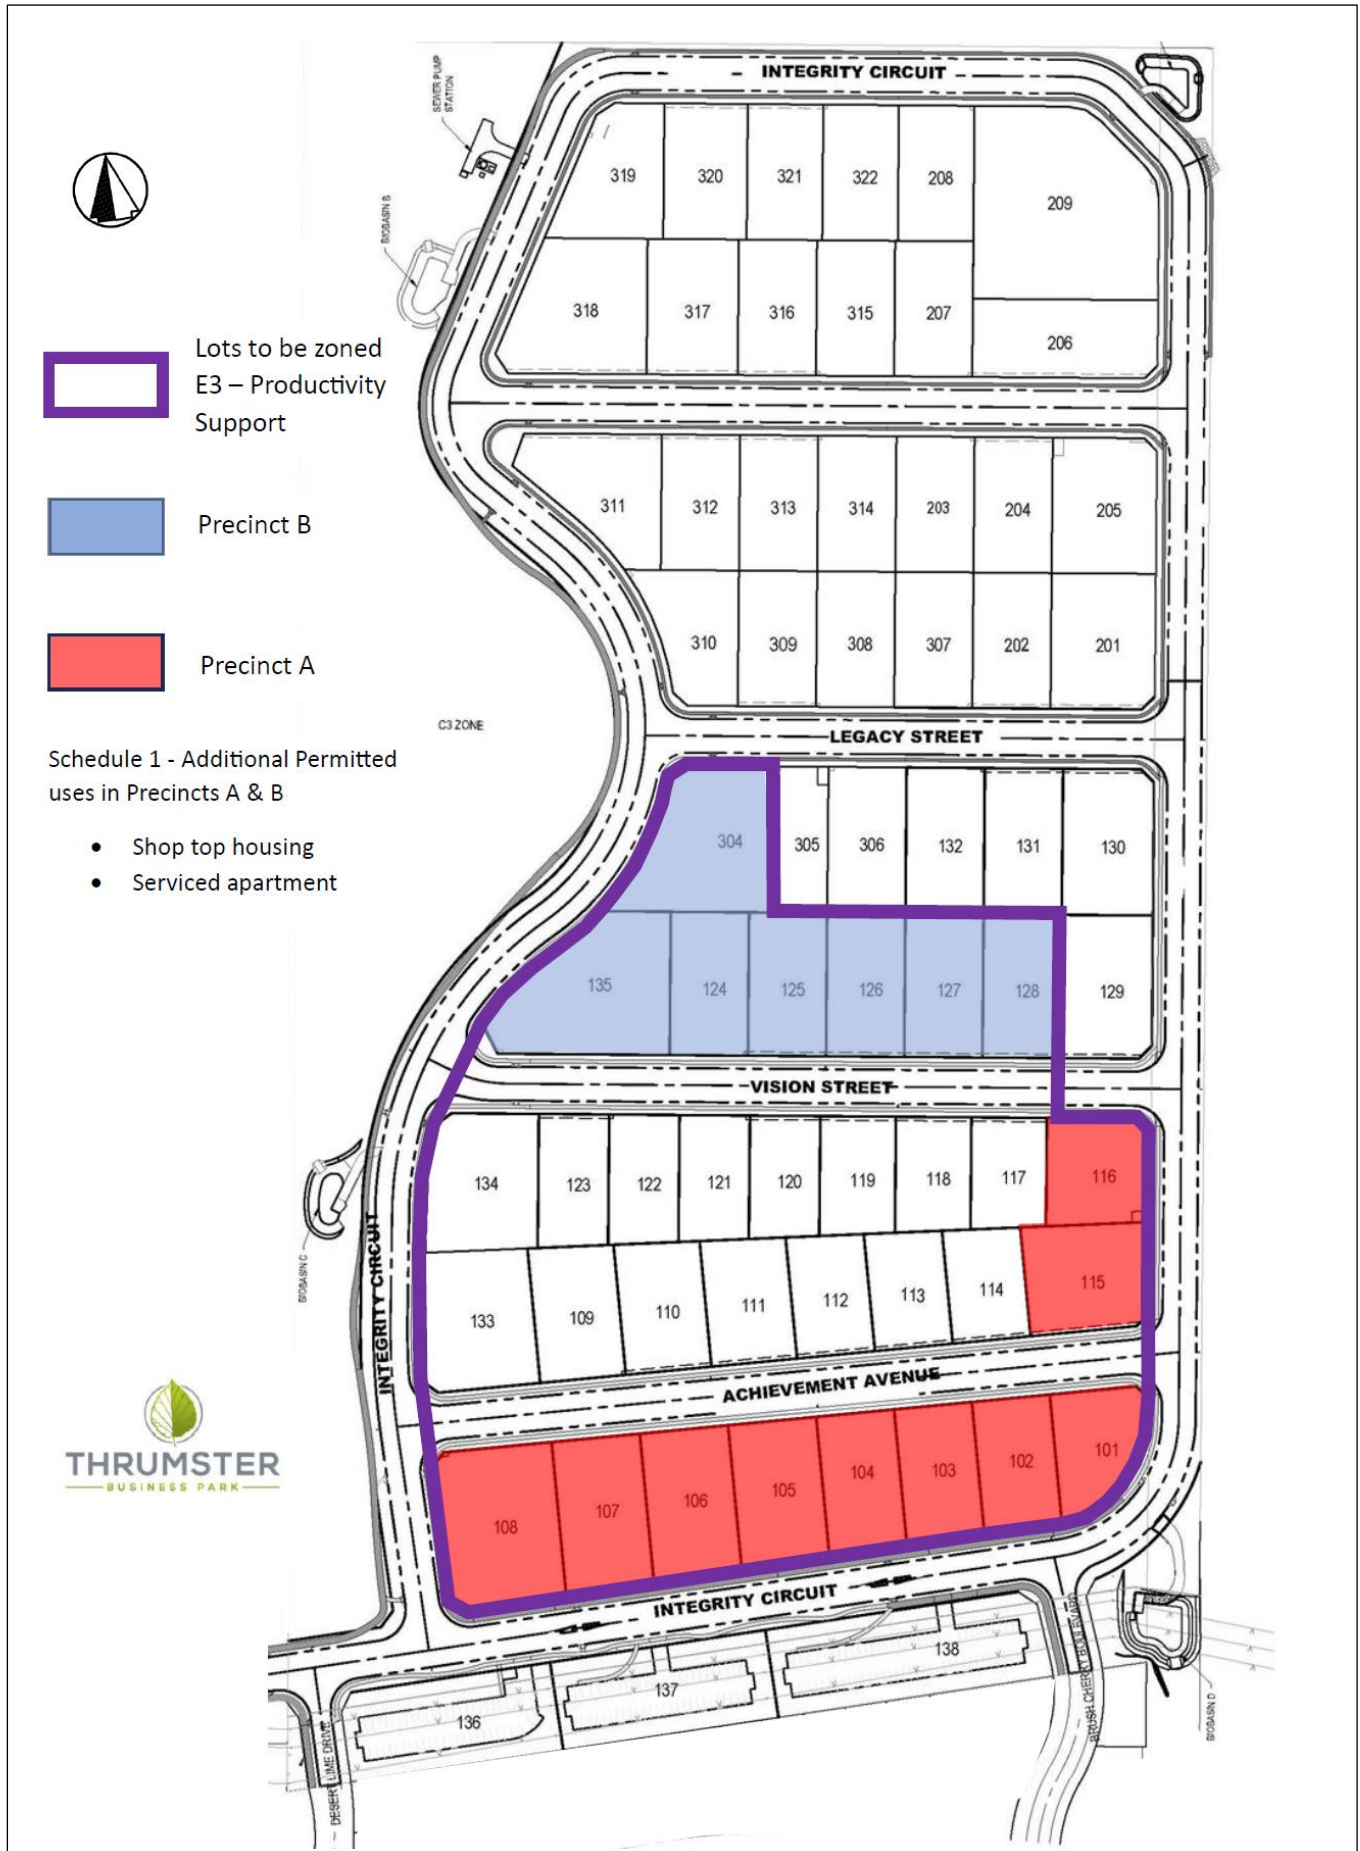 INTEGRITY CIRCUIT
SEWER PUMP
STATION
BIOBASIN B
319
320
321
322
208
209
318
317
316
315
207
206
Lots to be zoned
E3 – Productivity
Support
Precinct B
Precinct A
311
312
313
314
203
204
205
310
309
308
307
202
201
C3 ZONE
LEGACY STREET
Schedule 1 - Additional Permitted
uses in Precincts A & B
• Shop top housing
• Serviced apartment
304
305
306
132
131
130
135
124
125
126
127
128
129
VISION STREET
134
123
122
121
120
119
118
117
116
133
109
110
111
112
113
114
115
BIOBASIN C
INTEGRITY CIRCUIT
ACHIEVEMENT AVENUE
THRUMSTER
BUSINESS PARK
108
107
106
105
104
103
102
101
INTEGRITY CIRCUIT
136
137
138
DESERT LIME DRIVE
BRUSH CHERRY BOULEVARD
BIOBASIN D